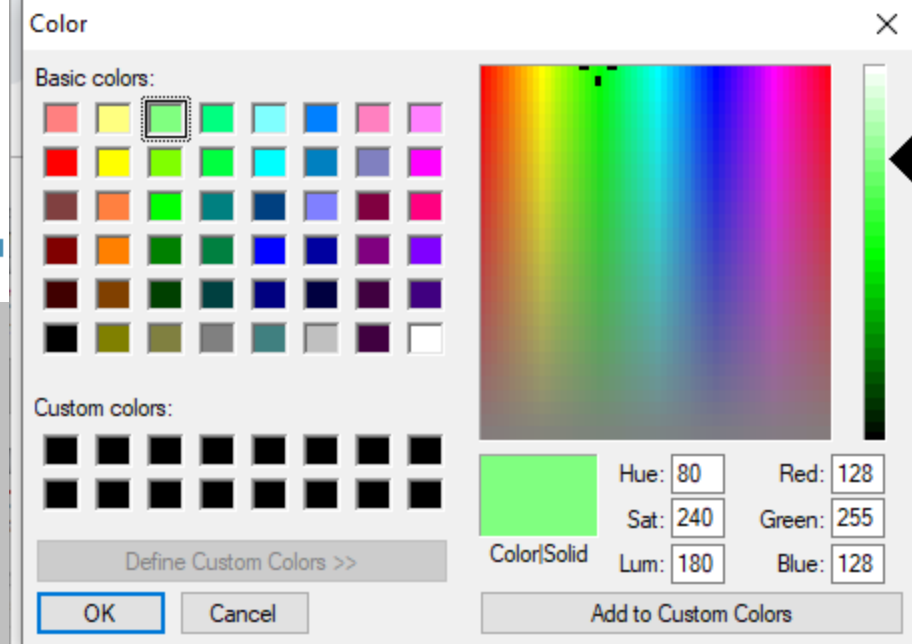 Color
Basic colors:
Custom colors:
Define Custom Colors >>
OK
Cancel
Color|Solid
Hue: 80
Sat: 240
Lum: 180
Red: 128
Green: 255
Blue: 128
Add to Custom Colors